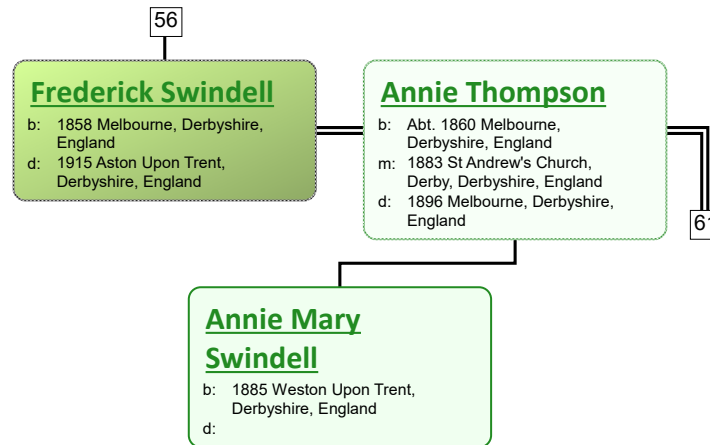 56
Frederick Swindell
b: 1858 Melbourne, Derbyshire,
England
d: 1915 Aston Upon Trent,
Derbyshire, England
Annie Thompson
b: Abt. 1860 Melbourne,
Derbyshire, England
m: 1883 St Andrew's Church,
Derby, Derbyshire, England
d: 1896 Melbourne, Derbyshire,
England
61
Annie Mary
Swindell
b: 1885 Weston Upon Trent,
Derbyshire, England
d: